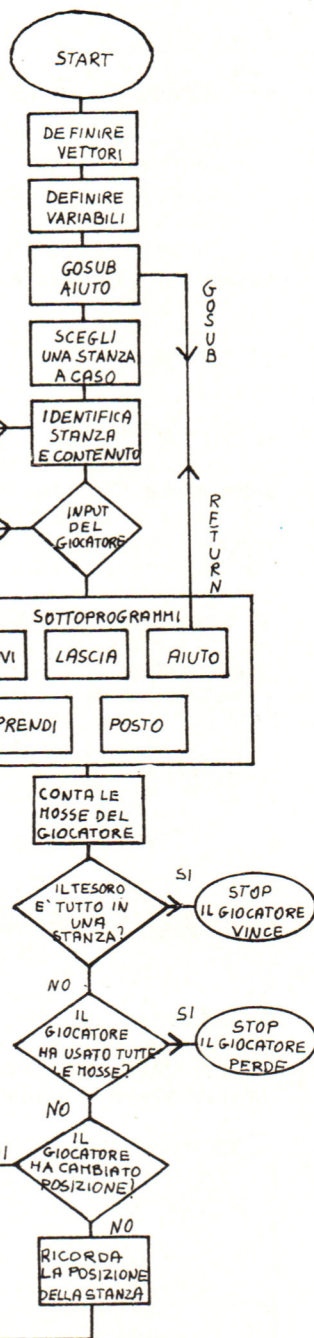 START
DEFINIRE
VETTORI
DEFINIRE
VARIABILI
GOSUB
AIUTO
GOSUB
SCEGLI
UNA STANZA
A CASO
IDENTIFICA
STANZA
E CONTENUTO
INPUT
DEL
GIOCATORE
RETURN
SOTTOPROGRAMMI
VI
LASCIA
AIUTO
PRENDI
POSTO
CONTA LE
MOSSE DEL
GIOCATORE
IL TESORO
E' TUTTO IN
UNA
STANZA?
SI
STOP
IL GIOCATORE
VINCE
NO
IL
GIOCATORE
HA USATO TUTTE
LE MOSSE?
SI
STOP
IL GIOCATORE
PERDE
NO
IL
GIOCATORE
HA CAMBIATO
POSIZIONE?
I
NO
RICORDA
LA POSIZIONE
DELLA STANZA